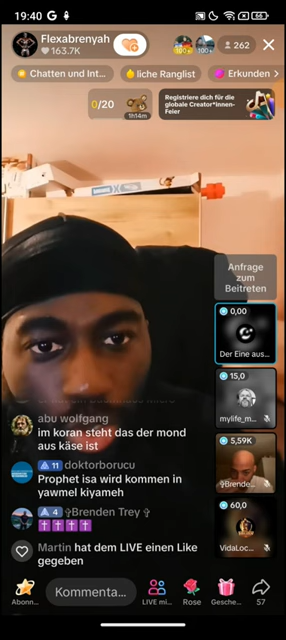 19:40 G 66
Flexabrenyah
163.7K
100+ 100+
262
Chatten und Int...
liche Rangliste
Erkunden >
0/20
1h14m
Registriere dich für die
globale Creator*innen-
Feier
Anfrage
zum
Beitreten
0,00
Der Eine aus...
15,0
mylife_m...
5,59K
✞Brende...
60,0
VidaLoc...
abu wolfgang
im koran steht das der mond
aus käse ist
11 doktorborucu
Prophet isa wird kommen in
yawmel kiyameh
4 ✞Brenden Trey ✞
✝️✝️✝️✝️
Martin hat dem LIVE einen Like
gegeben
Abonn...
Kommenta...
LIVE mi...
Rose
Gesche...
57